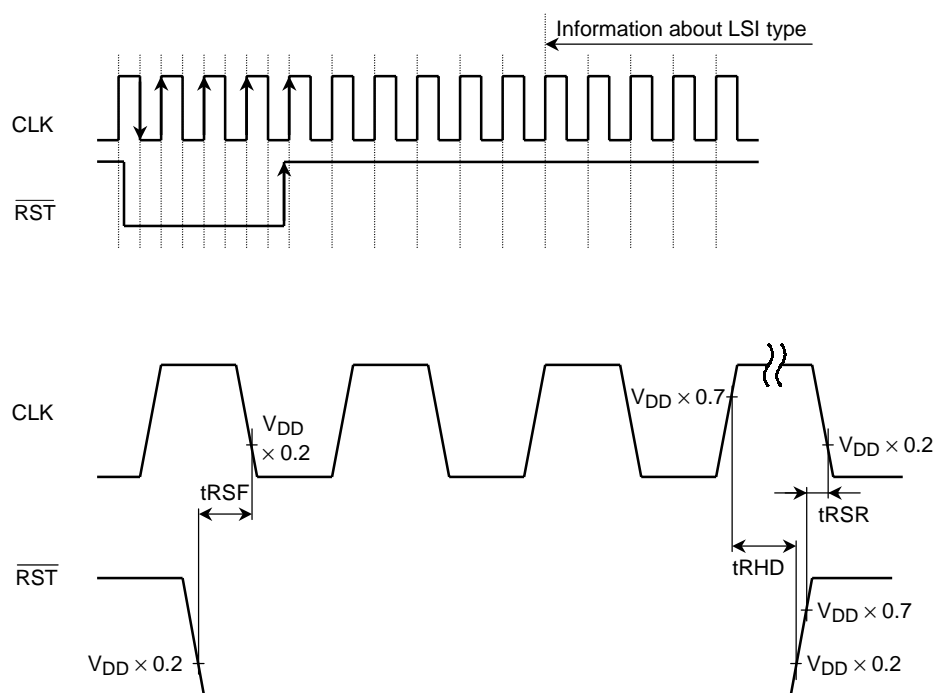 Information about LSI type
CLK
RST
CLK
VDD × 0.7
VDD
× 0.2
VDD × 0.2
tRSF
tRSR
tRHD
RST
VDD × 0.7
VDD × 0.2
VDD × 0.2